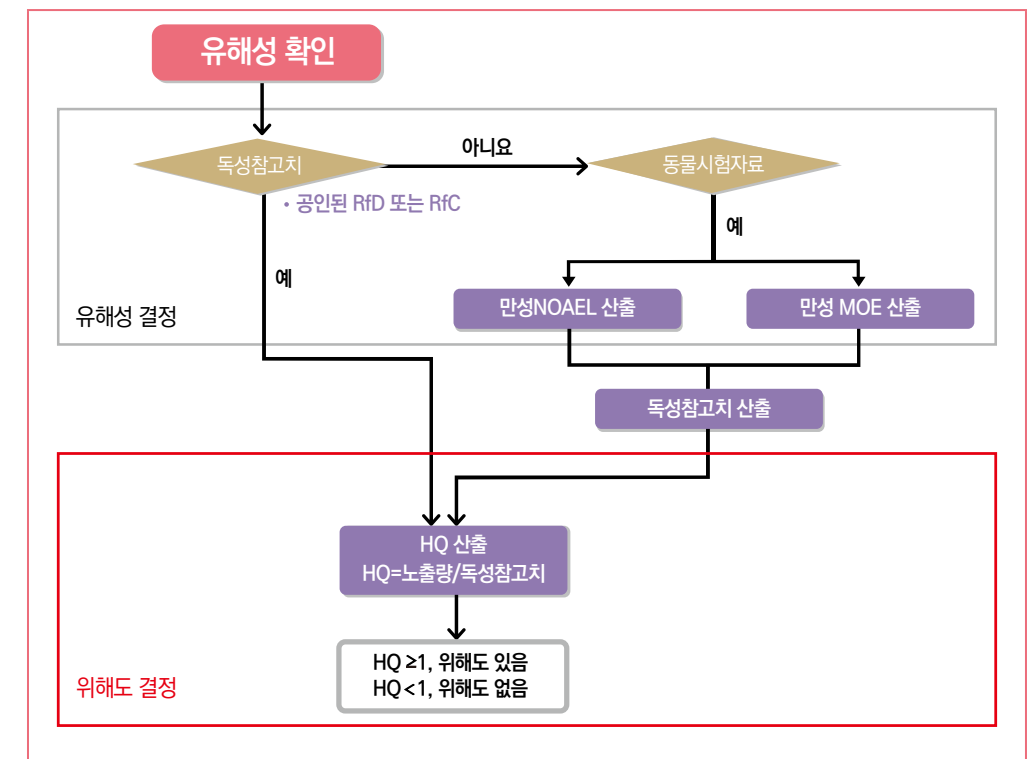 유해성 확인
독성참고치
아니요
동물시험자료
• 공인된 RfD 또는 RfC
예
예
만성NOAEL 산출
만성 MOE 산출
유해성 결정
독성참고치 산출
HQ 산출
HQ=노출량/독성참고치
HQ ≥1, 위해도 있음
HQ <1, 위해도 없음
위해도 결정